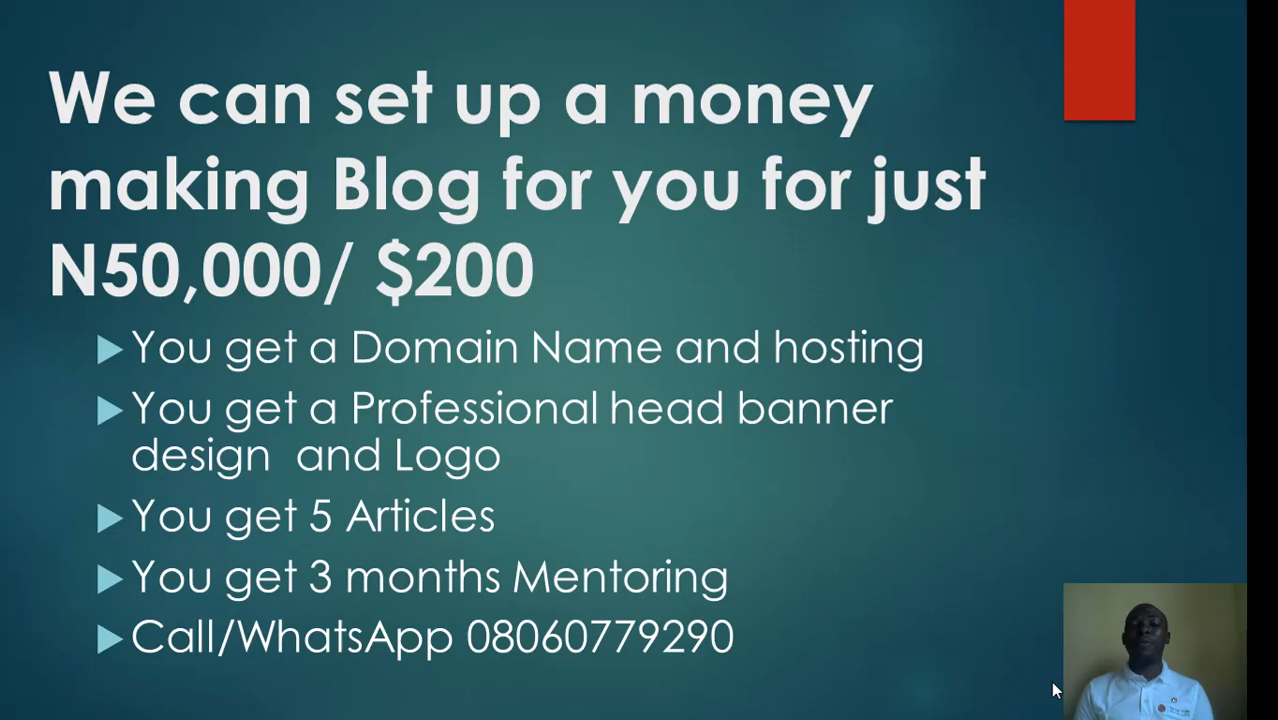 We can set up a money
making Blog for you for just
N50,000/ $200
You get a Domain Name and hosting
You get a Professional head banner
design  and Logo
You get 5 Articles
You get 3 months Mentoring
Call/WhatsApp 08060779290